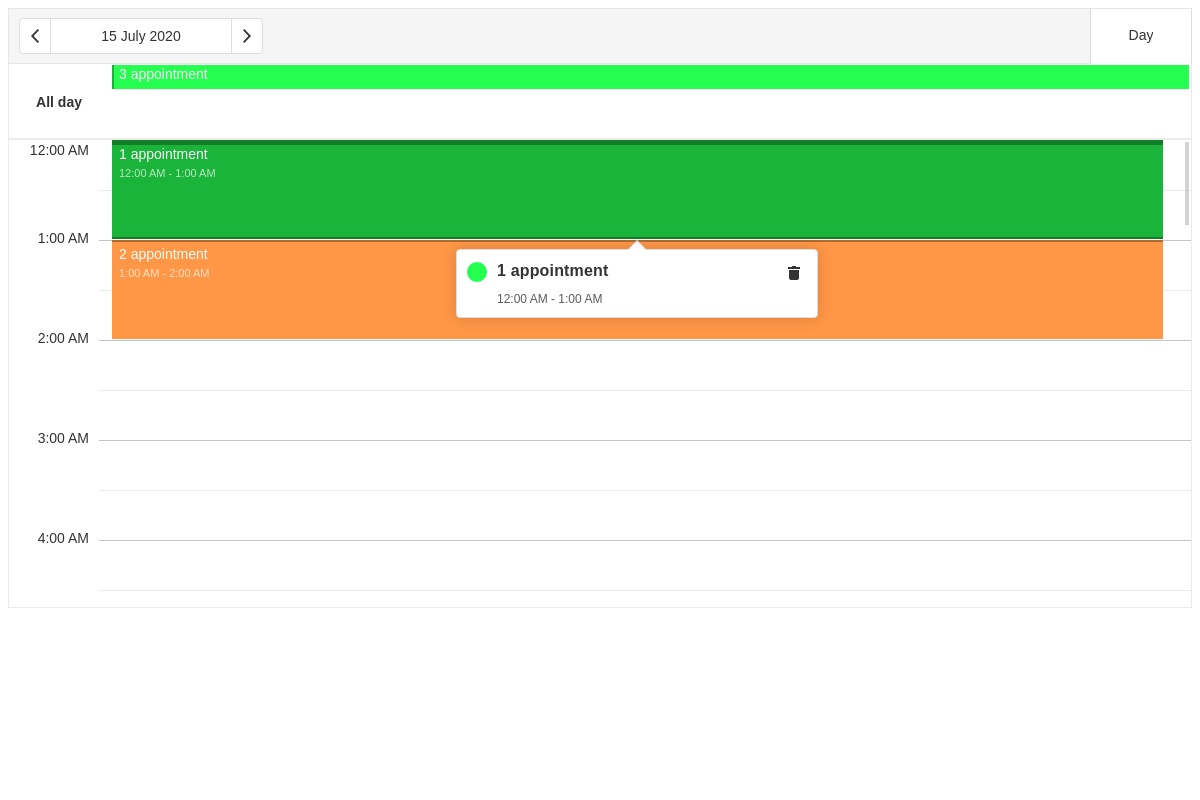 15 July 2020
Day
All day
3 appointment
12:00 AM
1 appointment
12:00 AM - 1:00 AM
1:00 AM
2 appointment
1:00 AM - 2:00 AM
1 appointment
12:00 AM - 1:00 AM
2:00 AM
3:00 AM
4:00 AM